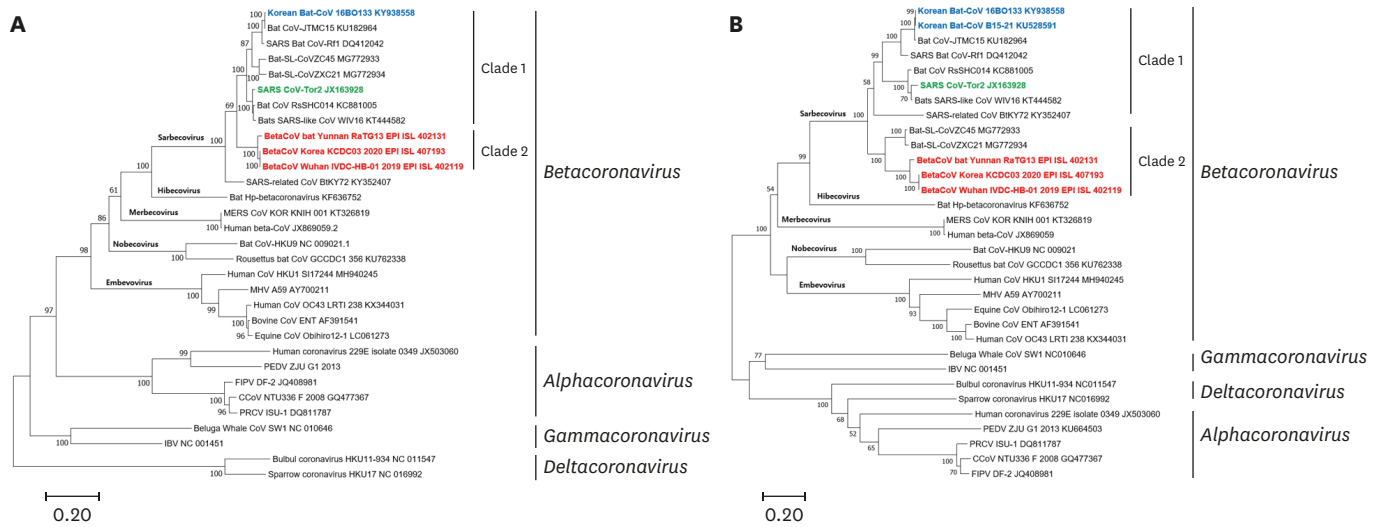 A
Korean Bat-CoV 16BO133 KY938558
Bat CoV-JTMC15 KU182964
SARS Bat CoV-Rf1 DQ412042
Bat-SL-CoVZC45 MG772933
Bat-SL-CoVZXC21 MG772934
SARS CoV-Tor2 JX163928
Bat CoV RsSHC014 KC881005
Bats SARS-like CoV WIV16 KT444582
BetaCoV bat Yunnan RaTG13 EPI ISL 402131
BetaCoV Korea KCDC03 2020 EPI ISL 407193
BetaCoV Wuhan IVDC-HB-01 2019 EPI ISL 402119
SARS-related CoV BtKY72 KY352407
Bat Hp-betacoronavirus KF636752
MERS CoV KOR KNIH 001 KT326819
Human beta-CoV JX869059.2
Bat CoV-HKU9 NC 009021.1
Rousettus bat CoV GCCDC1 356 KU762338
Human CoV HKU1 SI17244 MH940245
MHV A59 AY700211
Human CoV OC43 LRTI 238 KX344031
Bovine CoV ENT AF391541
Equine CoV Obihiro12-1 LC061273
Human coronavirus 229E isolate 0349 JX503060
PEDV ZJU G1 2013
FIPV DF-2 JQ408981
CCoV NTU336 F 2008 GQ477367
PRCV ISU-1 DQ811787
Beluga Whale CoV SW1 NC 010646
IBV NC 001451
Bulbul coronavirus HKU11-934 NC 011547
Sparrow coronavirus HKU17 NC 016992
Sarbecovirus
Hibecovirus
Merbecovirus
Nobecovirus
Embevovirus
100
100
87
100
100
100
69
100
100
100
100
61
100
86
100
98
100
99
100
96
97
99
100
100
96
100
100
Clade 1
Clade 2
Betacoronavirus
Alphacoronavirus
Gammacoronavirus
Deltacoronavirus
0.20
B
Korean Bat-CoV 16BO133 KY938558
Korean Bat-CoV B15-21 KU528591
Bat CoV-JTMC15 KU182964
SARS Bat CoV-Rf1 DQ412042
Bat CoV RsSHC014 KC881005
SARS CoV-Tor2 JX163928
Bats SARS-like CoV WIV16 KT444582
SARS-related CoV BtKY72 KY352407
Bat-SL-CoVZC45 MG772933
Bat-SL-CoVZXC21 MG772934
BetaCoV bat Yunnan RaTG13 EPI ISL 402131
BetaCoV Korea KCDC03 2020 EPI ISL 407193
BetaCoV Wuhan IVDC-HB-01 2019 EPI ISL 402119
Bat Hp-betacoronavirus KF636752
MERS CoV KOR KNIH 001 KT326819
Human beta-CoV JX869059
Bat CoV-HKU9 NC 009021
Rousettus bat CoV GCCDC1 356 KU762338
Human CoV HKU1 SI17244 MH940245
MHV A59 AY700211
Equine CoV Obihiro12-1 LC061273
Bovine CoV ENT AF391541
Human CoV OC43 LRTI 238 KX344031
Beluga Whale CoV SW1 NC010646
IBV NC 001451
Bulbul coronavirus HKU11-934 NC011547
Sparrow coronavirus HKU17 NC016992
Human coronavirus 229E isolate 0349 JX503060
PEDV ZJU G1 2013 KU664503
PRCV ISU-1 DQ811787
CCoV NTU336 F 2008 GQ477367
FIPV DF-2 JQ408981
Sarbecovirus
Hibecovirus
Merbecovirus
Nobecovirus
Embevovirus
99
100
100
99
100
58
70
100
100
100
100
99
54
100
100
100
100
93
100
100
77
100
68
52
65
100
70
Clade 1
Clade 2
Betacoronavirus
Gammacoronavirus
Deltacoronavirus
Alphacoronavirus
0.20